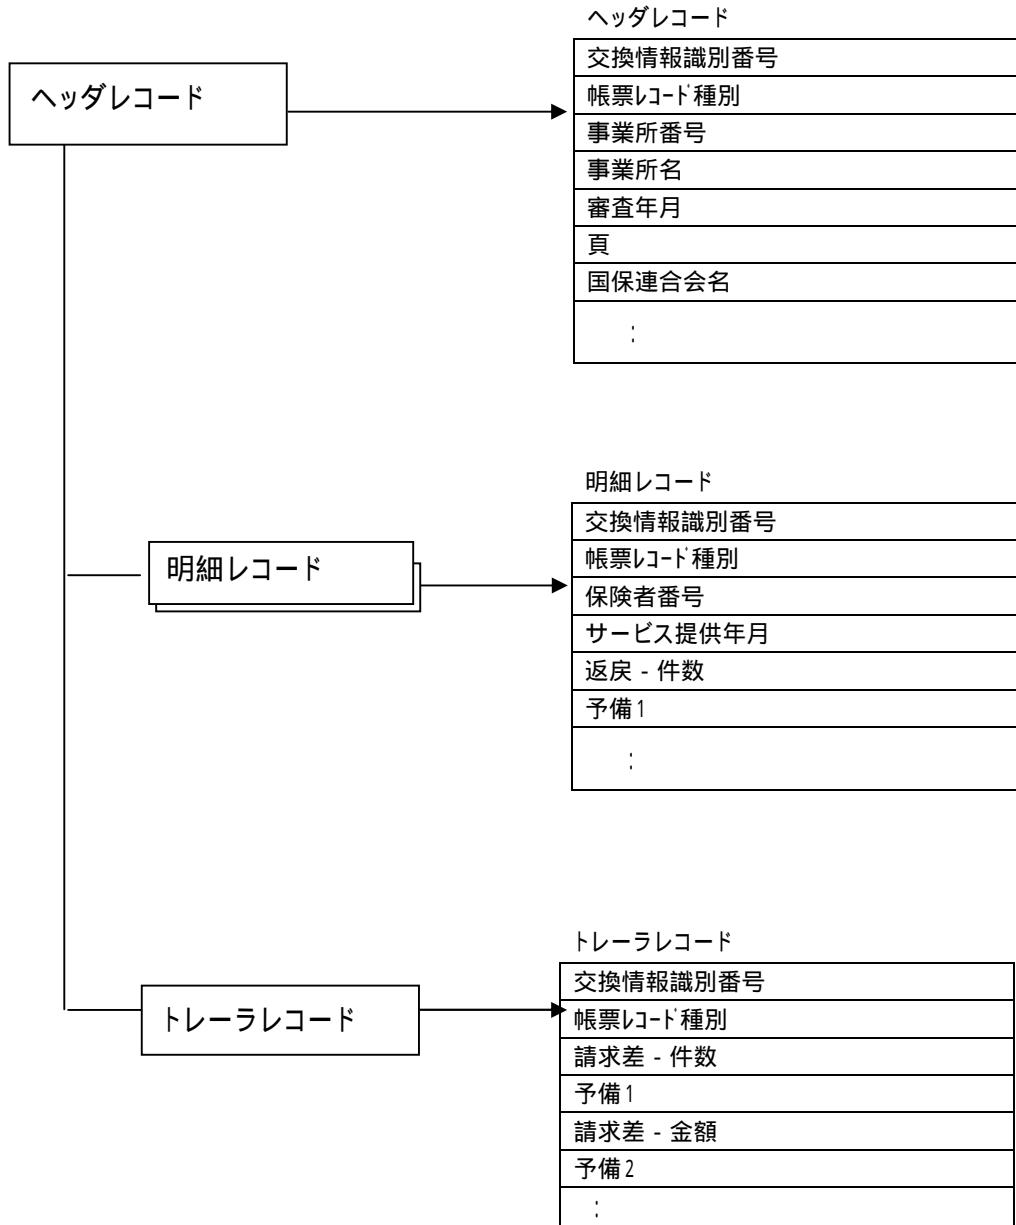 ヘッダレコード
ヘッダレコード
交換情報識別番号
帳票ﾚｺｰﾄﾞ種別
事業所番号
事業所名
審査年月
頁
国保連合会名
:
明細レコード
明細レコード
交換情報識別番号
帳票ﾚｺｰﾄﾞ種別
保険者番号
サービス提供年月
返戻 - 件数
予備1
:
トレーラレコード
トレーラレコード
交換情報識別番号
帳票ﾚｺｰﾄﾞ種別
請求差 - 件数
予備1
請求差 - 金額
予備2
: